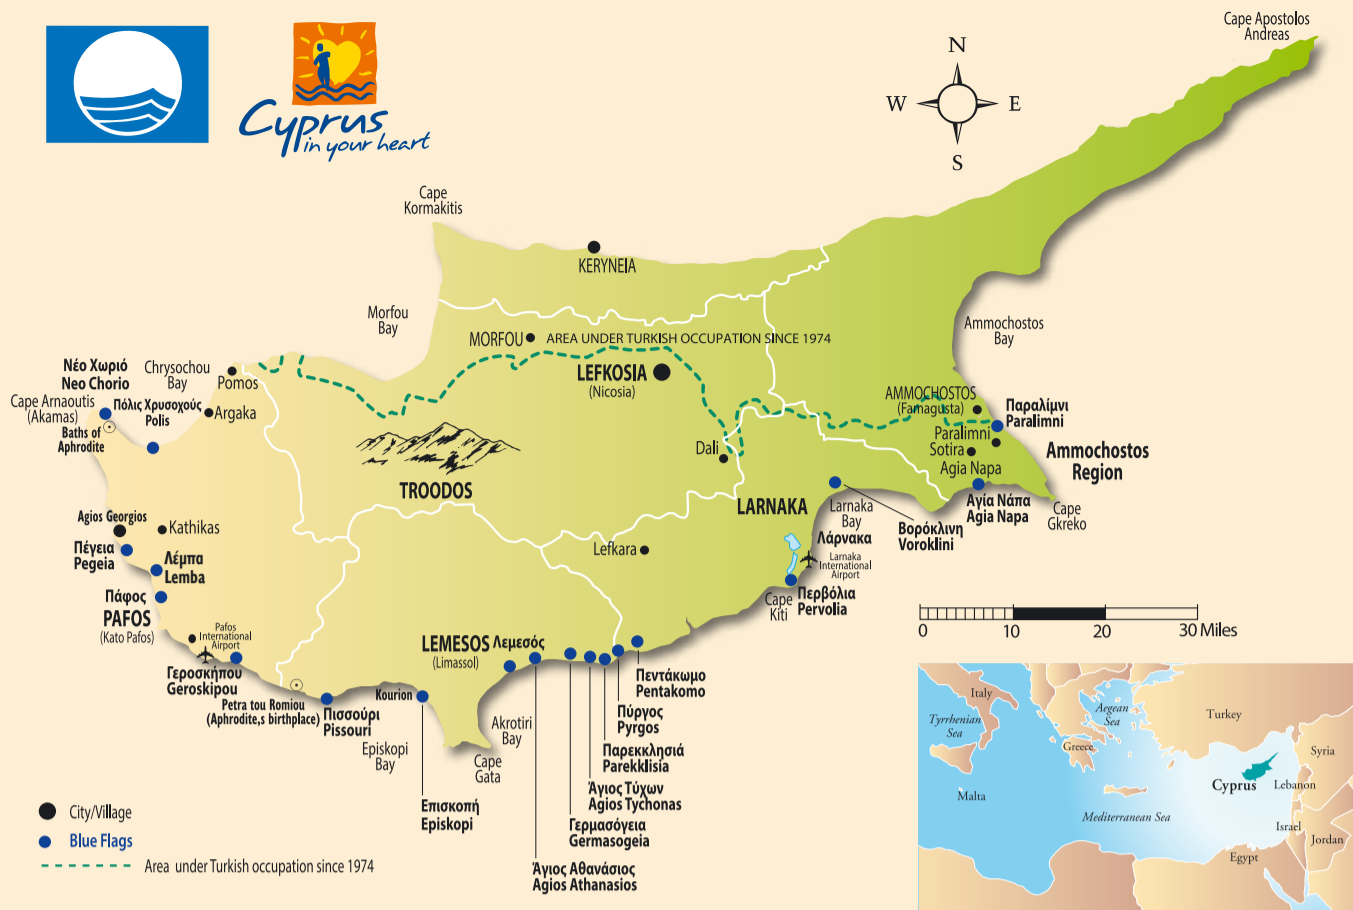 Cape Apostolos
Andreas
N
W
E
S
Cyprus
in your heart
Cape
Kormakitis
KERYNEIA
Morfou
Bay
MORFOU
AREA UNDER TURKISH OCCUPATION SINCE 1974
Ammochostos
Bay
LEFKOSIA
(Nicosia)
Νέο Χωριό
Neo Chorio
Chrysochou
Bay
Pomos
Cape Arnaoutis
(Akamas)
Πόλις Χρυσοχούς
Polis
Argaka
Baths of
Aphrodite
AMMOCHOSTOS
(Famagusta)
Παραλίμνι
Paralimni
Paralimni
Sotira
Agia Napa
Ammochostos
Region
Dali
TROODOS
LARNAKA
Larnaka
Bay
Αγία Νάπα
Agia Napa
Cape
Gkreko
Βορόκλινη
Voroklini
Agios Georgios
Kathikas
Πέγεια
Pegeia
Λέμπα
Lemba
Lefkara
Λάρνακα
Larnaka
International
Airport
Πάφος
PAFOS
(Kato Pafos)
Cape
Kiti
Περβόλια
Pervolia
Pafos
International
Airport
Γεροσκήπου
Geroskipou
LEMESOS
(Limassol)
Λεμεσός
Petra tou Romiou
(Aphrodite,s birthplace)
Πισσούρι
Pissouri
Kourion
Episkopi
Bay
Akrotiri
Bay
Cape
Gata
Πεντάκωμο
Pentakomo
Πύργος
Pyrgos
Παρεκκλησιά
Parekklisia
Άγιος Τύχων
Agios Tychonas
Γερμασόγεια
Germasogeia
Άγιος Αθανάσιος
Agios Athanasios
Επισκοπή
Episkopi
0 10 20 30 Miles
City/Village
Blue Flags
Area under Turkish occupation since 1974
Italy
Tyrrhenian
Sea
Aegean
Sea
Greece
Turkey
Syria
Cyprus
Lebanon
Malta
Mediterranean Sea
Israel
Jordan
Egypt